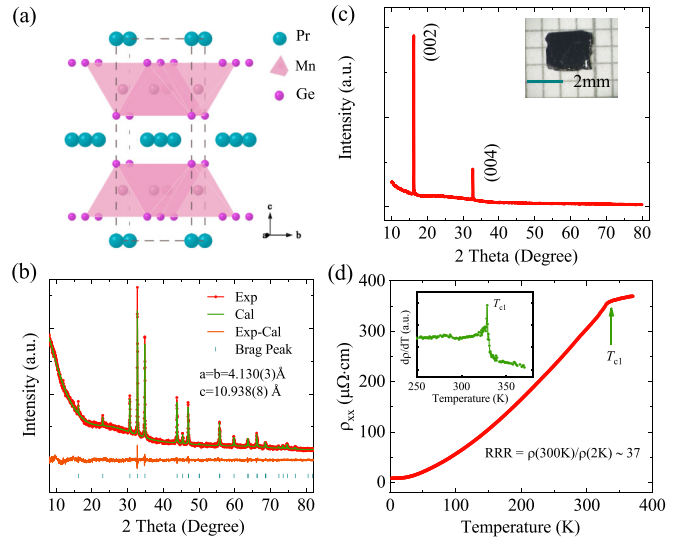 (a)
Pr
Mn
Ge
c
a
b
(b)
Intensity (a.u.)
Exp
Cal
Exp-Cal
Brag Peak
a=b=4.130(3)Å
c=10.938(8) Å
10 20 30 40 50 60 70 80
2 Theta (Degree)
(c)
Intensity (a.u.)
(002)
(004)
2mm
10 20 30 40 50 60 70 80
2 Theta (Degree)
(d)
ρxx (μΩ·cm)
400
300
200
100
0
dρ/dT (a.u.)
Tc1
250 300 350
Temperature (K)
Tc1
RRR = ρ(300K)/ρ(2K) ~ 37
0 100 200 300 400
Temperature (K)